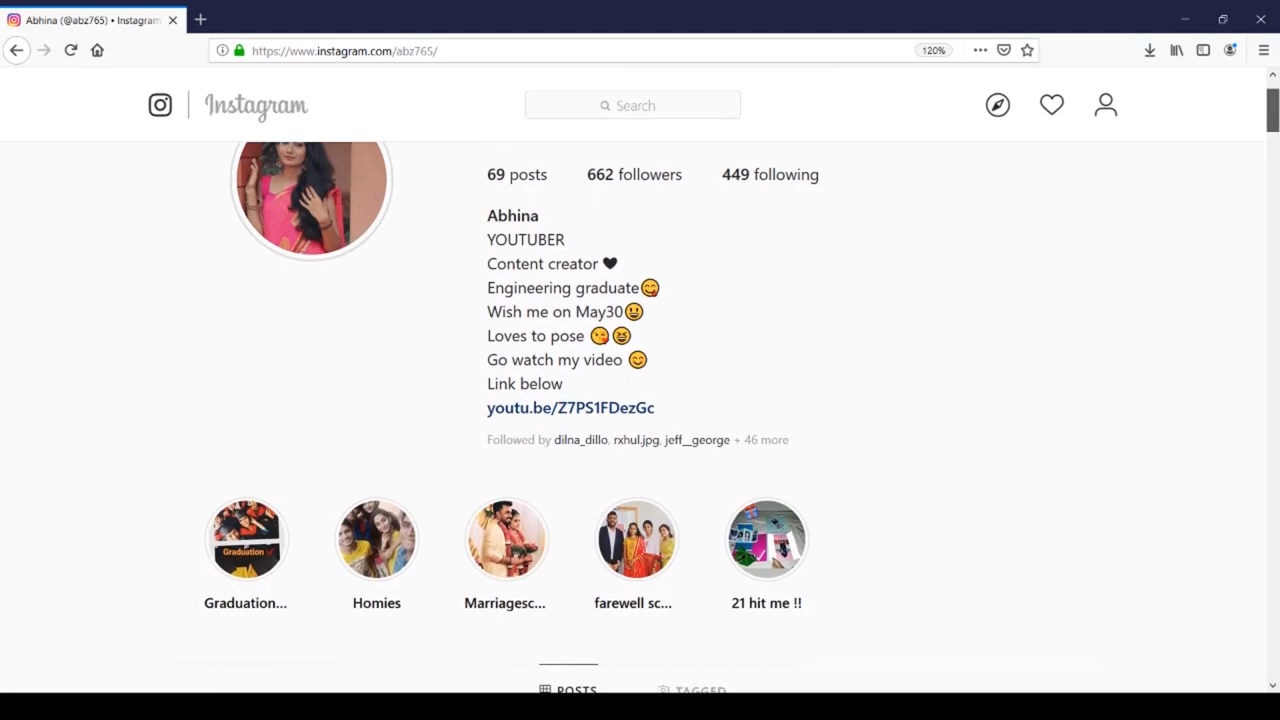 Abhina (@abz765) • Instagram
https://www.instagram.com/abz765/
120%
Instagram
Search
69 posts 662 followers 449 following
Abhina
YOUTUBER
Content creator 🖤
Engineering graduate😋
Wish me on May30😃
Loves to pose 😘😆
Go watch my video 😊
Link below
youtu.be/Z7PS1FDezGc
Followed by dilna_dillo, rxhul.jpg, jeff__george + 46 more
Graduation
Graduation... Homies Marriagesc... farewell sc... 21 hit me !!
POSTS TAGGED